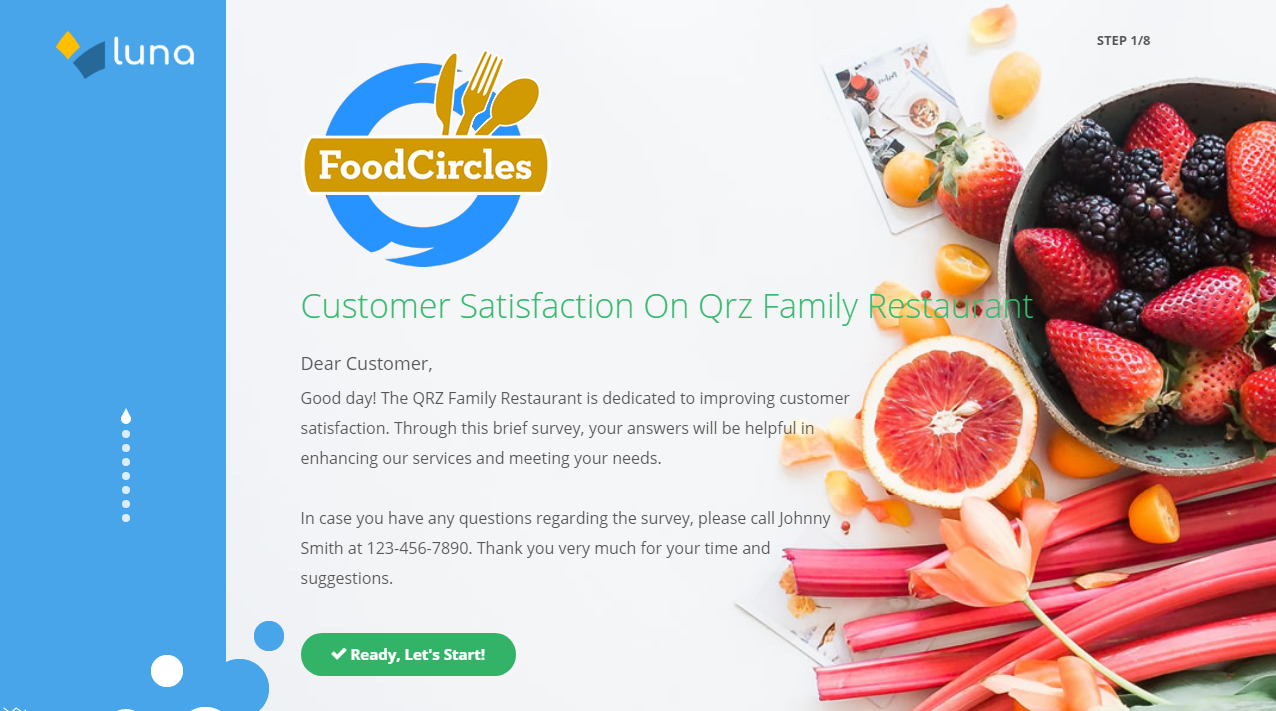 luna
STEP 1/8
FoodCircles
Customer Satisfaction On Qrz Family Restaurant
Dear Customer,
Good day! The QRZ Family Restaurant is dedicated to improving customer
satisfaction. Through this brief survey, your answers will be helpful in
enhancing our services and meeting your needs.
In case you have any questions regarding the survey, please call Johnny
Smith at 123-456-7890. Thank you very much for your time and
suggestions.
Ready, Let's Start!